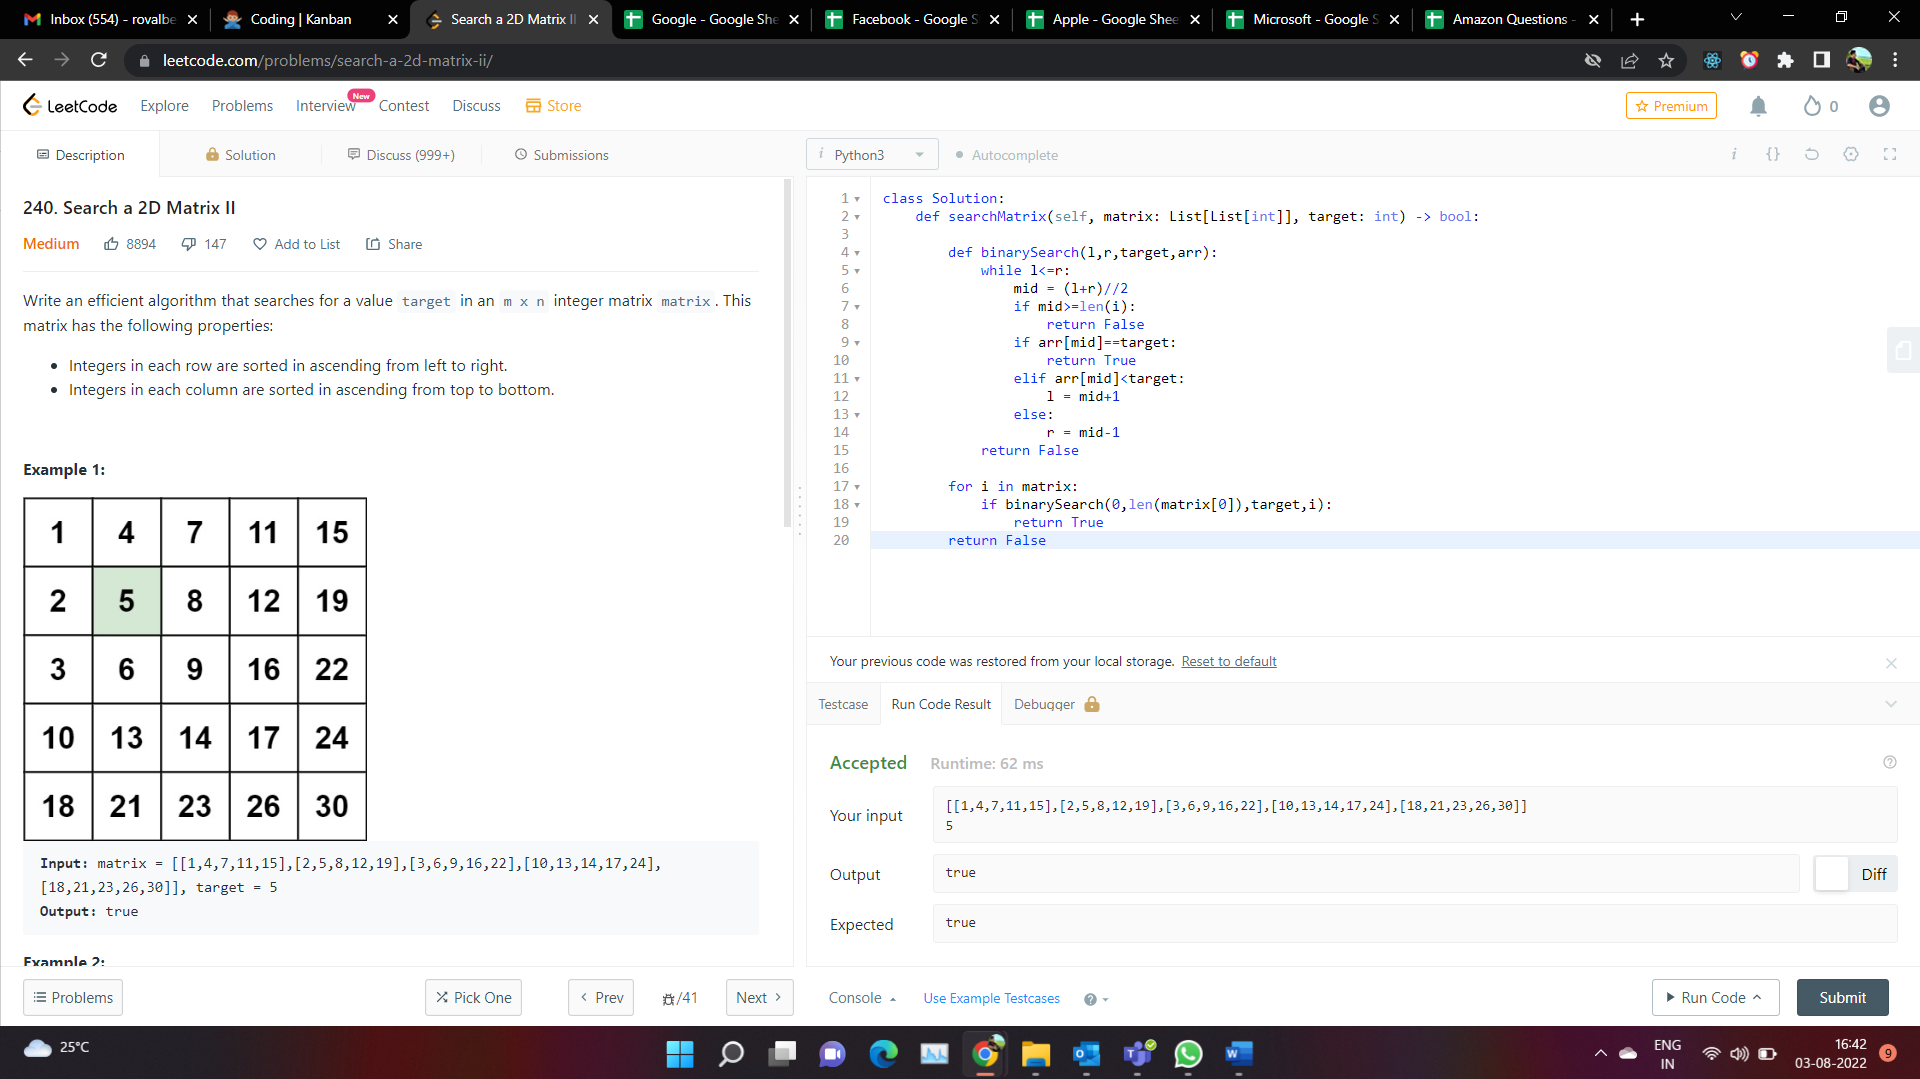 Inbox (554) - rovalbe
Coding | Kanban
Search a 2D Matrix II
Google - Google She
Facebook - Google S
Apple - Google Shee
Microsoft - Google S
Amazon Questions -
leetcode.com/problems/search-a-2d-matrix-ii/
LeetCode
Explore
Problems
Interview
New
Contest
Discuss
Store
Premium
0
Description
Solution
Discuss (999+)
Submissions
i Python3
Autocomplete
i
{}
240. Search a 2D Matrix II
Medium
8894
147
Add to List
Share
Write an efficient algorithm that searches for a value target in an m x n integer matrix matrix. This
matrix has the following properties:
• Integers in each row are sorted in ascending from left to right.
• Integers in each column are sorted in ascending from top to bottom.
Example 1:
1 4 7 11 15
2 5 8 12 19
3 6 9 16 22
10 13 14 17 24
18 21 23 26 30
Input: matrix = [[1,4,7,11,15],[2,5,8,12,19],[3,6,9,16,22],[10,13,14,17,24],
[18,21,23,26,30]], target = 5
Output: true
Example 2:
Problems
Pick One
Prev
/41
Next
1 class Solution:
2 def searchMatrix(self, matrix: List[List[int]], target: int) -> bool:
3
4 def binarySearch(l,r,target,arr):
5 while l<=r:
6 mid = (l+r)//2
7 if mid>=len(i):
8 return False
9 if arr[mid]==target:
10 return True
11 elif arr[mid]<target:
12 l = mid+1
13 else:
14 r = mid-1
15 return False
16
17 for i in matrix:
18 if binarySearch(0,len(matrix[0]),target,i):
19 return True
20 return False
Your previous code was restored from your local storage. Reset to default
Testcase
Run Code Result
Debugger
Accepted
Runtime: 62 ms
Your input
[[1,4,7,11,15],[2,5,8,12,19],[3,6,9,16,22],[10,13,14,17,24],[18,21,23,26,30]]
5
Output
true
Diff
Expected
true
Console
Use Example Testcases
Run Code
Submit
25°C
ENG
IN
16:42
03-08-2022
9